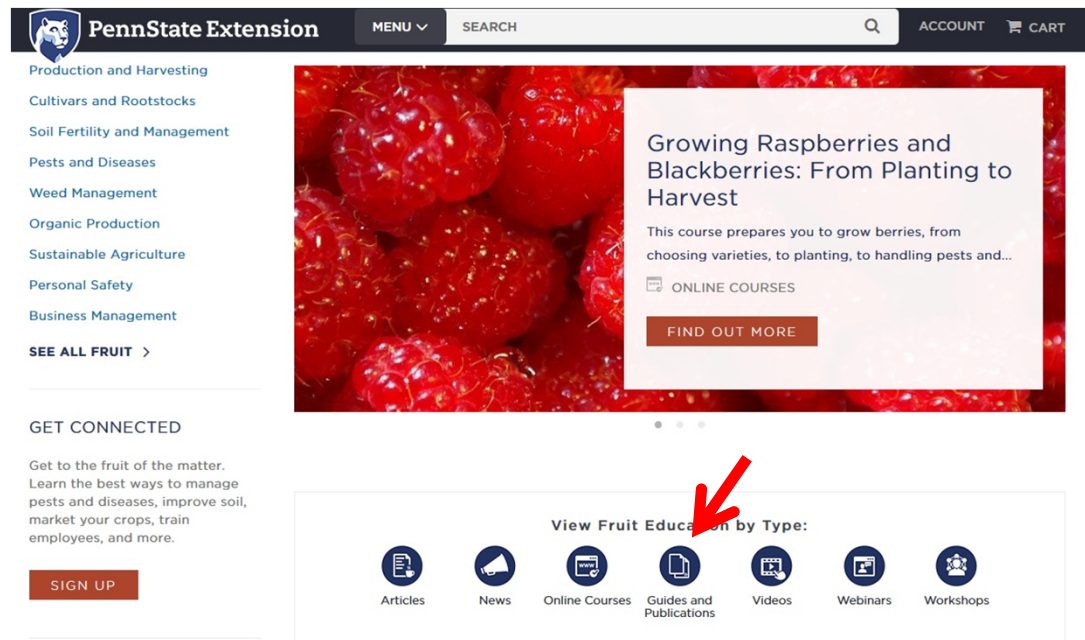 PennState Extension
MENU
SEARCH
ACCOUNT
CART
Production and Harvesting
Cultivars and Rootstocks
Soil Fertility and Management
Pests and Diseases
Weed Management
Organic Production
Sustainable Agriculture
Personal Safety
Business Management
SEE ALL FRUIT >
GET CONNECTED
Get to the fruit of the matter.
Learn the best ways to manage
pests and diseases, improve soil,
market your crops, train
employees, and more.
SIGN UP
Growing Raspberries and
Blackberries: From Planting to
Harvest
This course prepares you to grow berries, from
choosing varieties, to planting, to handling pests and...
ONLINE COURSES
FIND OUT MORE
View Fruit Education by Type:
Articles
News
www
Online Courses
Guides and
Publications
Videos
Webinars
Workshops